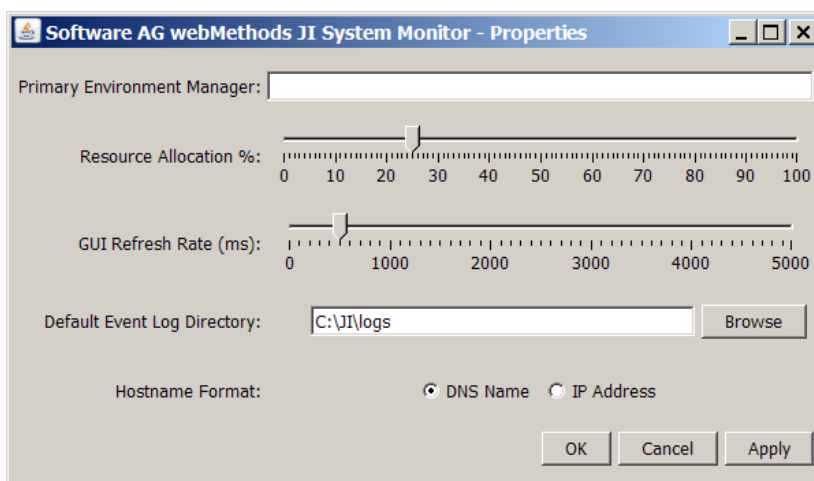 Software AG webMethods JI System Monitor - Properties
Primary Environment Manager:
Resource Allocation %:
0 10 20 30 40 50 60 70 80 90 100
GUI Refresh Rate (ms):
0 1000 2000 3000 4000 5000
Default Event Log Directory: C:\JI\logs Browse
Hostname Format: DNS Name IP Address
OK Cancel Apply